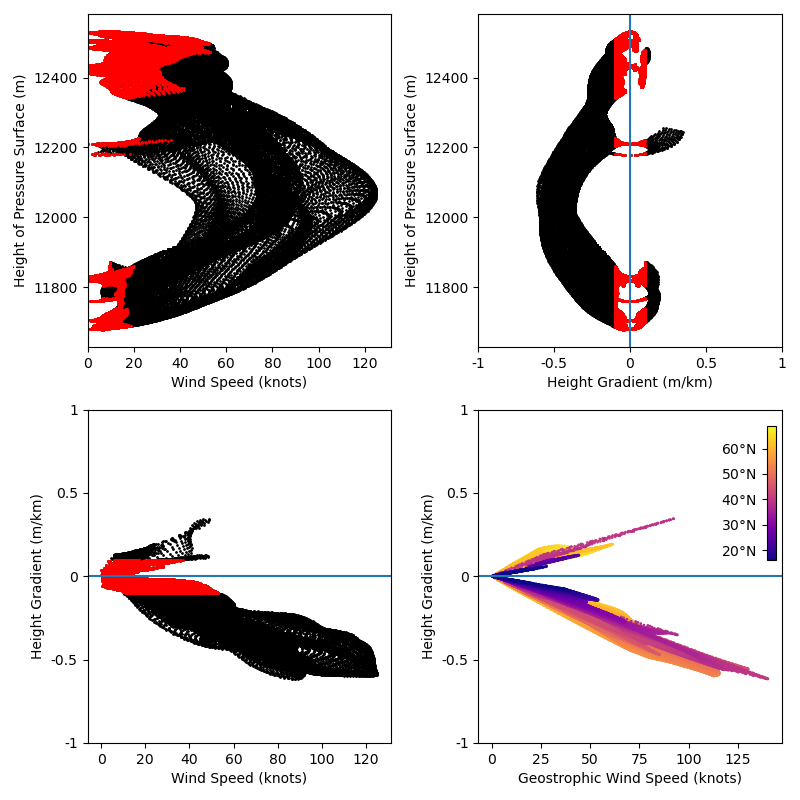 Height of Pressure Surface (m)
12400
12200
12000
11800
0 20 40 60 80 100 120
Wind Speed (knots)
Height of Pressure Surface (m)
12400
12200
12000
11800
-1 -0.5 0 0.5 1
Height Gradient (m/km)
Height Gradient (m/km)
1
0.5
0
-0.5
-1
0 20 40 60 80 100 120
Wind Speed (knots)
Height Gradient (m/km)
1
0.5
0
-0.5
-1
0 25 50 75 100 125
Geostrophic Wind Speed (knots)
60°N
50°N
40°N
30°N
20°N